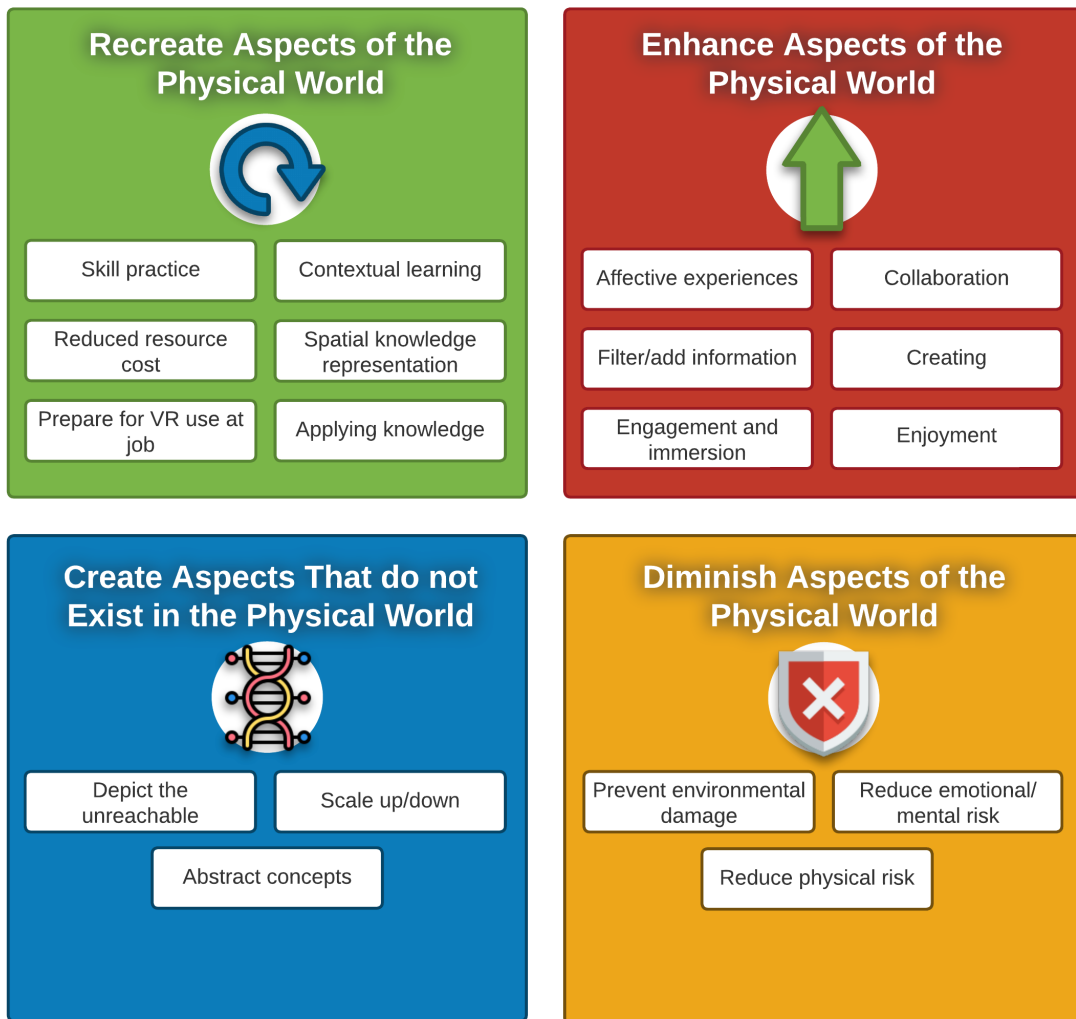 Recreate Aspects of the
Physical World
Skill practice
Contextual learning
Reduced resource
cost
Spatial knowledge
representation
Prepare for VR use at
job
Applying knowledge
Enhance Aspects of the
Physical World
Affective experiences
Collaboration
Filter/add information
Creating
Engagement and
immersion
Enjoyment
Create Aspects That do not
Exist in the Physical World
Depict the
unreachable
Scale up/down
Abstract concepts
Diminish Aspects of the
Physical World
Prevent environmental
damage
Reduce emotional/
mental risk
Reduce physical risk